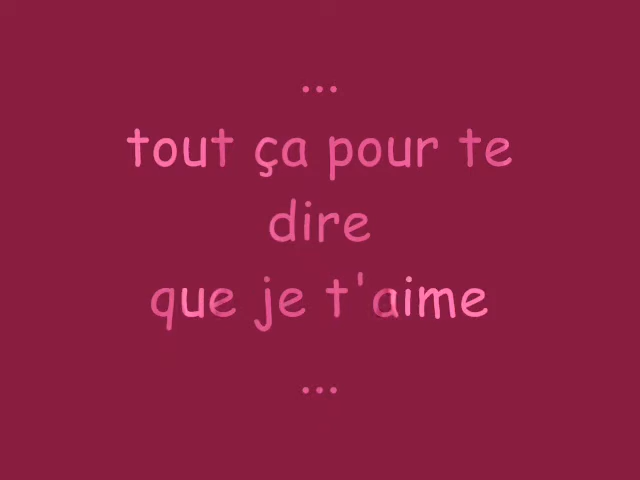 ...
tout ça pour te
dire
que je t'aime
...